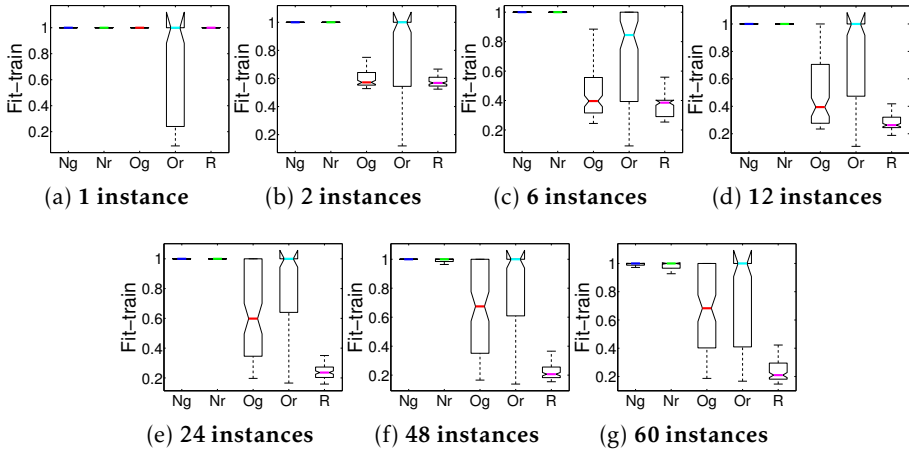 Fit−train
1
0.8
0.6
0.4
0.2
Ng Nr Og Or R
(a) 1 instance
Fit−train
1
0.8
0.6
0.4
0.2
Ng Nr Og Or R
(b) 2 instances
Fit−train
1
0.8
0.6
0.4
0.2
Ng Nr Og Or R
(c) 6 instances
Fit−train
1
0.8
0.6
0.4
0.2
Ng Nr Og Or R
(d) 12 instances
Fit−train
1
0.8
0.6
0.4
0.2
Ng Nr Og Or R
(e) 24 instances
Fit−train
1
0.8
0.6
0.4
0.2
Ng Nr Og Or R
(f) 48 instances
Fit−train
1
0.8
0.6
0.4
0.2
Ng Nr Og Or R
(g) 60 instances